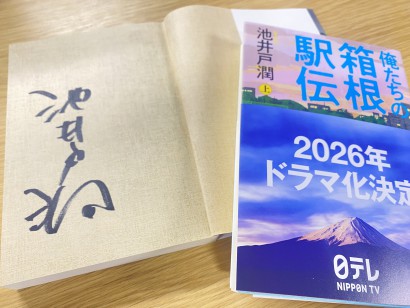 俺たちの
箱根
駅伝
上
池井戸潤
2026年
ドラマ化決定
日テレ
NIPPON TV